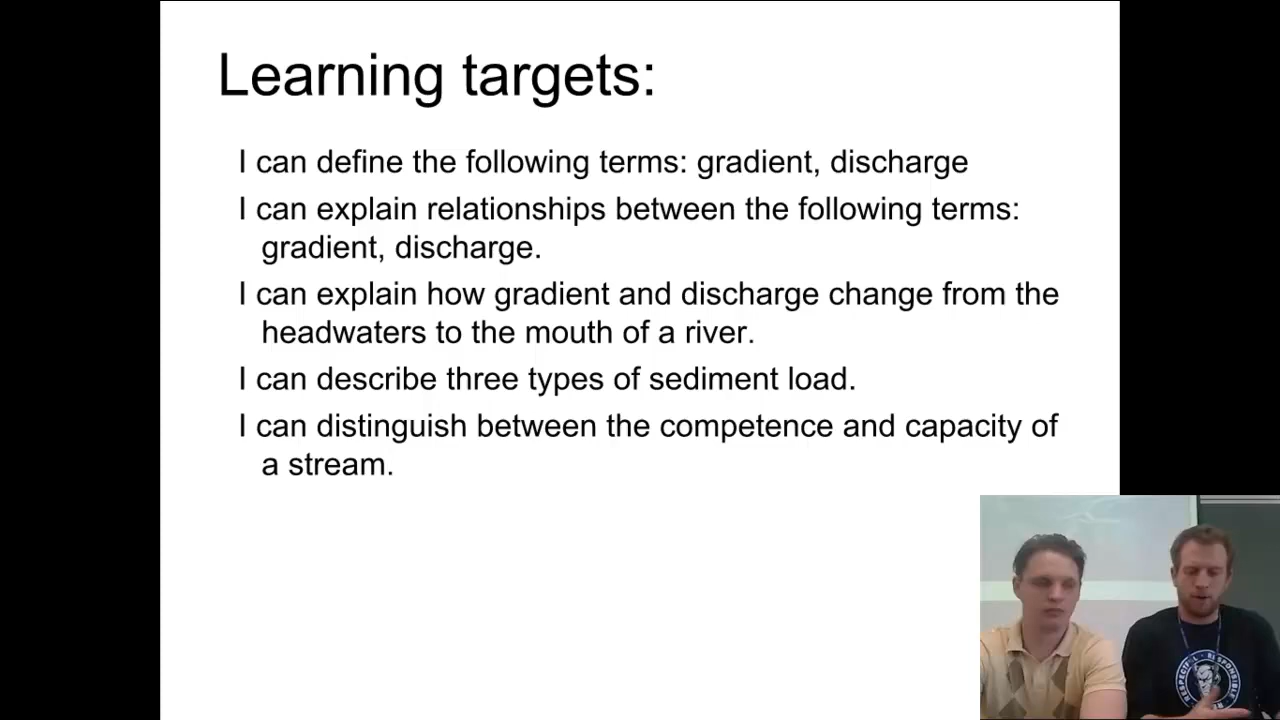 Learning targets:
I can define the following terms: gradient, discharge
I can explain relationships between the following terms:
gradient, discharge.
I can explain how gradient and discharge change from the
headwaters to the mouth of a river.
I can describe three types of sediment load.
I can distinguish between the competence and capacity of
a stream.
RESPECTFUL · RESPONSIBLE